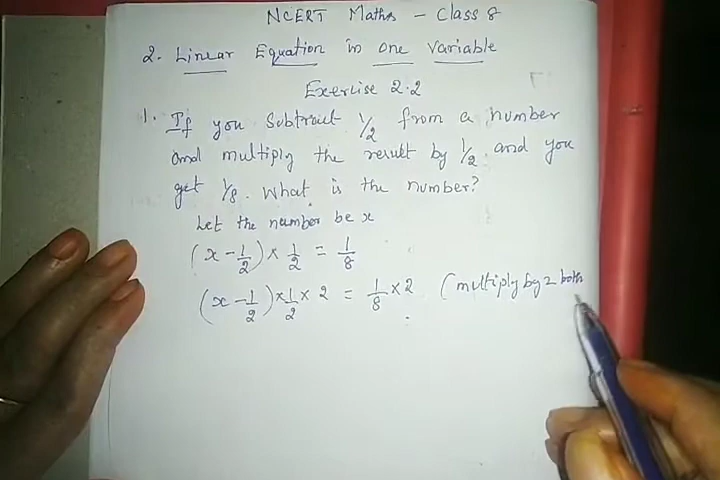 NCERT Maths - Class 8
2. Linear Equation in one variable
Exercise 2.2
1. If you Subtract 1/2 from a number
and multiply the result by 1/2 and you
get 1/8. What is the number?
Let the number be x
(x - 1/2) × 1/2 = 1/8
(x - 1/2) × 1/2 × 2 = 1/8 × 2 (multiply by 2 both